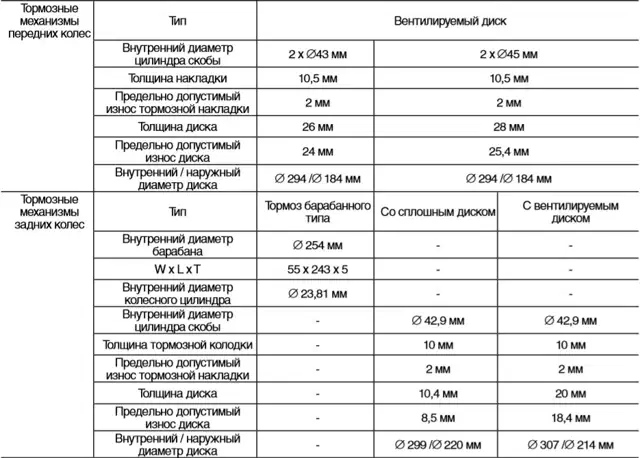 Тормозные механизмы передних колес
Тип
Вентилируемый диск
Внутренний диаметр цилиндра скобы
2 x ∅43 мм
2 x ∅45 мм
Толщина накладки
10,5 мм
10,5 мм
Предельно допустимый износ тормозной накладки
2 мм
2 мм
Толщина диска
26 мм
28 мм
Предельно допустимый износ диска
24 мм
25,4 мм
Внутренний / наружный диаметр диска
∅ 294 /∅ 184 мм
∅ 294 /∅ 184 мм
Тормозные механизмы задних колес
Тип
Тормоз барабанного типа
Со сплошным диском
С вентилируемым диском
Внутренний диаметр барабана
∅ 254 мм
-
-
W x L x T
55 x 243 x 5
-
-
Внутренний диаметр колесного цилиндра
∅ 23,81 мм
-
-
Внутренний диаметр цилиндра скобы
-
∅ 42,9 мм
∅ 42,9 мм
Толщина тормозной колодки
-
10 мм
10 мм
Предельно допустимый износ тормозной накладки
-
2 мм
2 мм
Толщина диска
-
10,4 мм
20 мм
Предельно допустимый износ диска
-
8,5 мм
18,4 мм
Внутренний / наружный диаметр диска
-
∅ 299 /∅ 220 мм
∅ 307 /∅ 214 мм